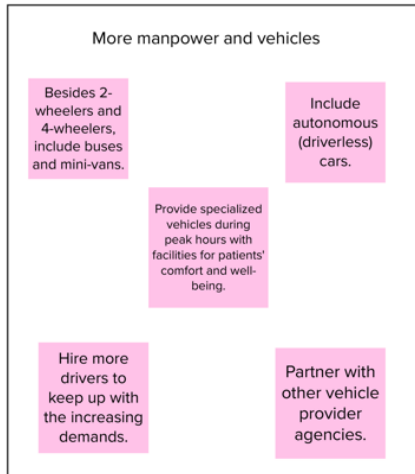 More manpower and vehicles
Besides 2-
wheelers and
4-wheelers,
include buses
and mini-vans.
Include
autonomous
(driverless)
cars.
Provide specialized
vehicles during
peak hours with
facilities for patients'
comfort and well-
being.
Hire more
drivers to
keep up with
the increasing
demands.
Partner with
other vehicle
provider
agencies.